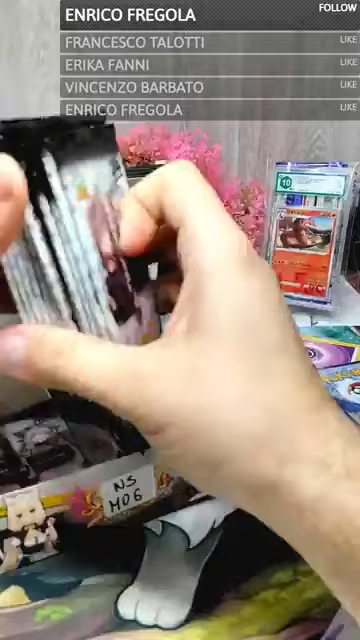 ENRICO FREGOLA
FOLLOW
FRANCESCO TALOTTI
LIKE
ERIKA FANNI
LIKE
VINCENZO BARBATO
LIKE
ENRICO FREGOLA
LIKE
10
NS
M06